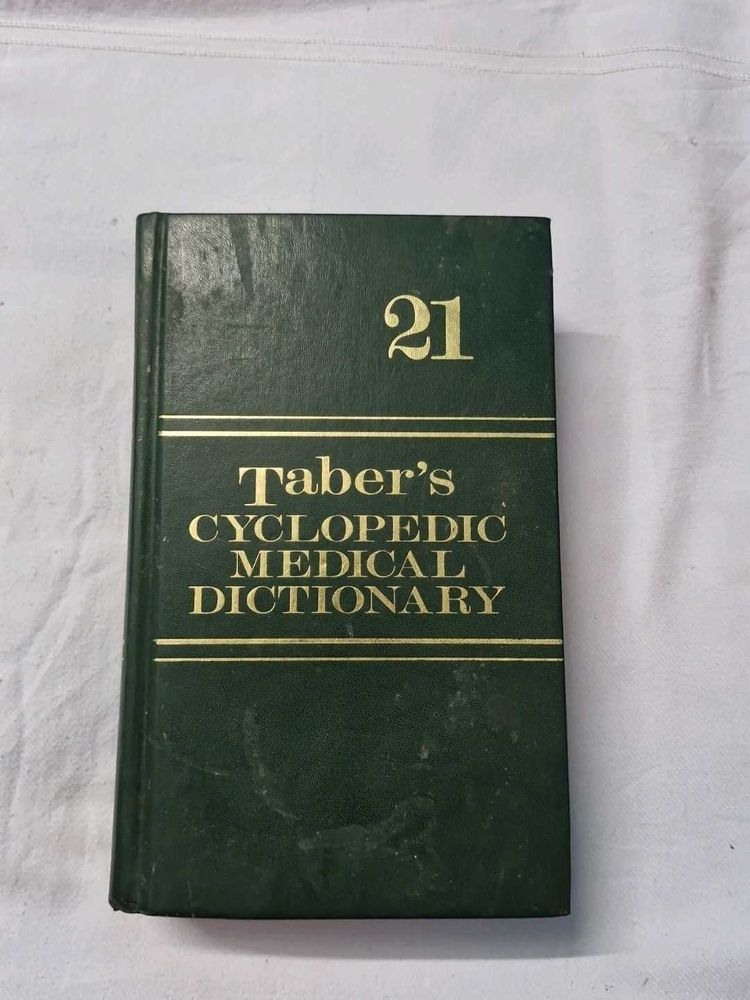 21
Taber's
CYCLOPEDIC
MEDICAL
DICTIONARY